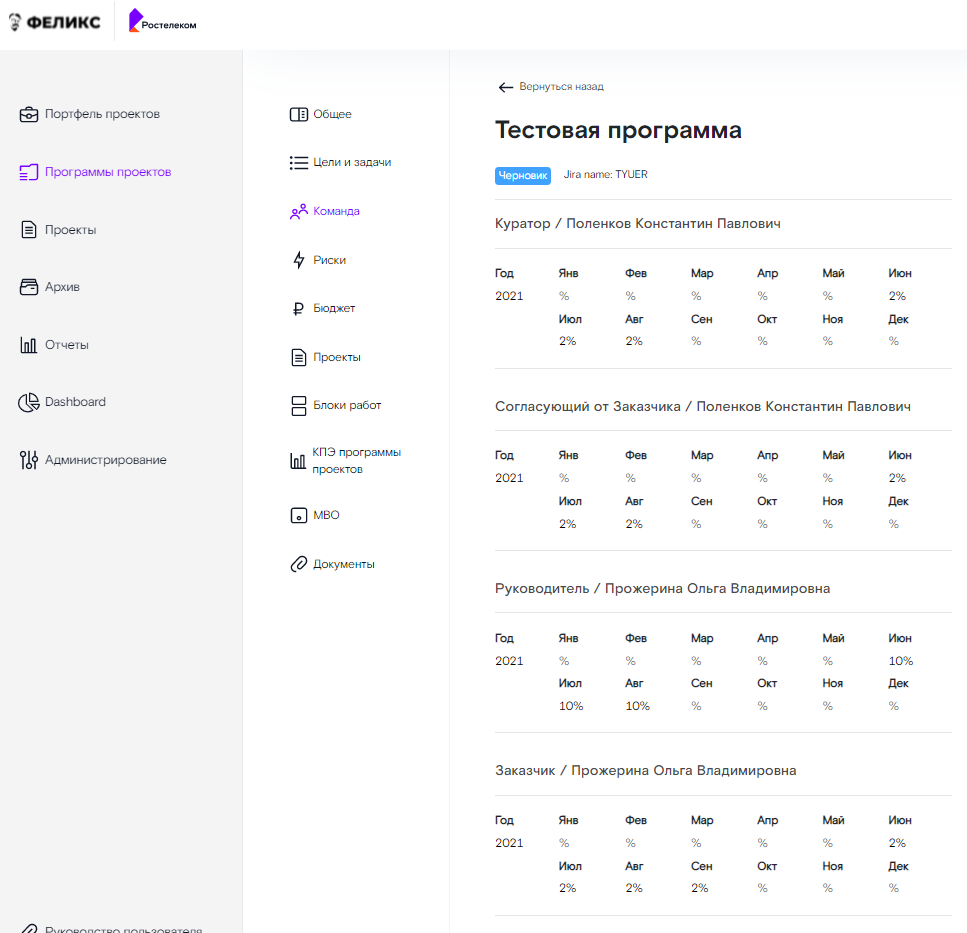 ФЕЛИКС
Ростелеком
Портфель проектов
Программы проектов
Проекты
Архив
Отчеты
Dashboard
Администрирование
Руководство пользователя
Общее
Цели и задачи
Команда
Риски
Бюджет
Проекты
Блоки работ
КПЭ программы
проектов
МВО
Документы
Вернуться назад
Тестовая программа
Черновик Jira name: TYUER
Куратор / Поленков Константин Павлович
Год Янв Фев Мар Апр Май Июн
2021 % % % % % 2%
Июл Авг Сен Окт Ноя Дек
2% 2% % % % %
Согласующий от Заказчика / Поленков Константин Павлович
Год Янв Фев Мар Апр Май Июн
2021 % % % % % 2%
Июл Авг Сен Окт Ноя Дек
2% 2% % % % %
Руководитель / Прожерина Ольга Владимировна
Год Янв Фев Мар Апр Май Июн
2021 % % % % % 10%
Июл Авг Сен Окт Ноя Дек
10% 10% % % % %
Заказчик / Прожерина Ольга Владимировна
Год Янв Фев Мар Апр Май Июн
2021 % % % % % 2%
Июл Авг Сен Окт Ноя Дек
2% 2% 2% % % %